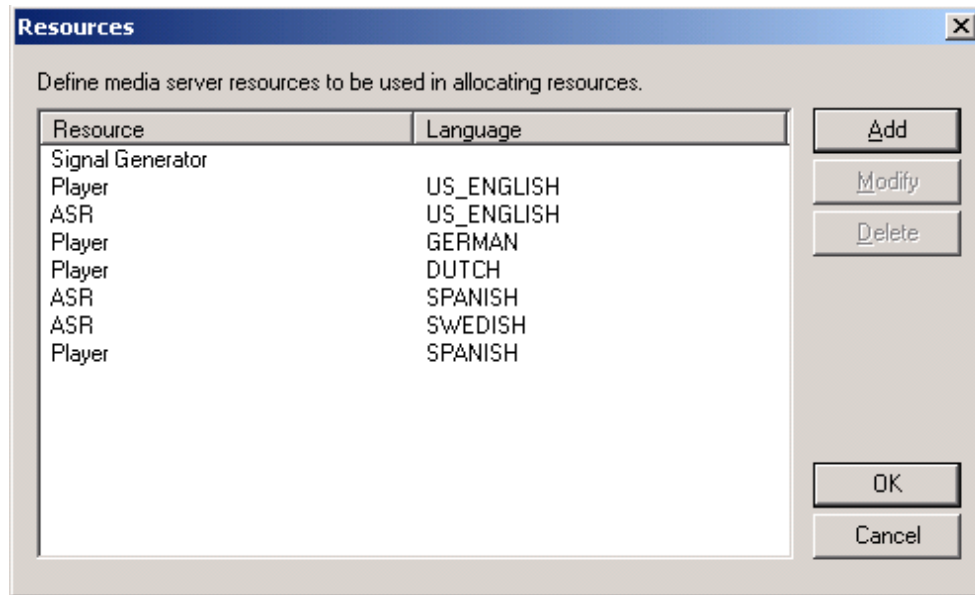 Resources
Define media server resources to be used in allocating resources.
Resource Language
Signal Generator
Player US_ENGLISH
ASR US_ENGLISH
Player GERMAN
Player DUTCH
ASR SPANISH
ASR SWEDISH
Player SPANISH
Add
Modify
Delete
OK
Cancel